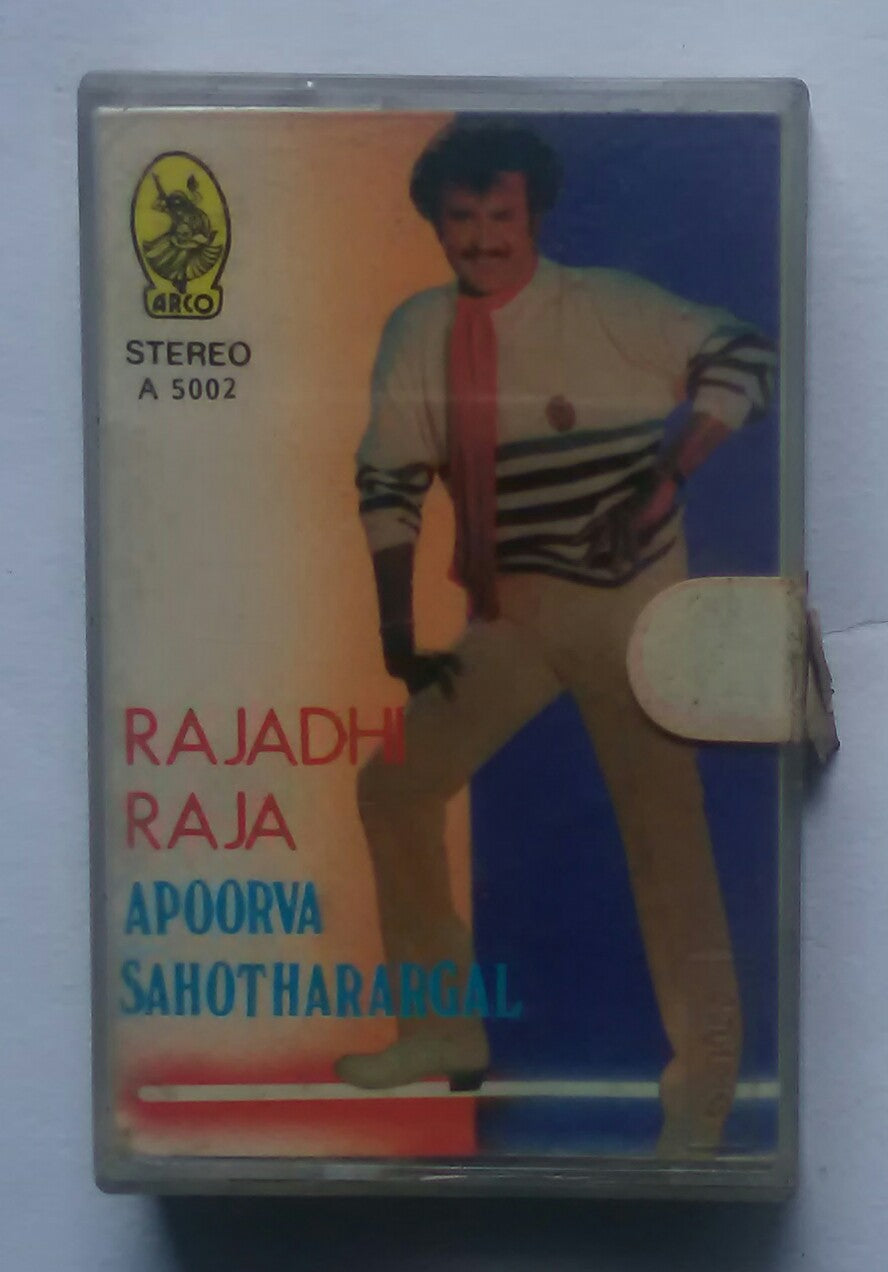 ARCO
STEREO
A 5002
RAJADHI
RAJA
APOORVA
SAHOTHARARGAL